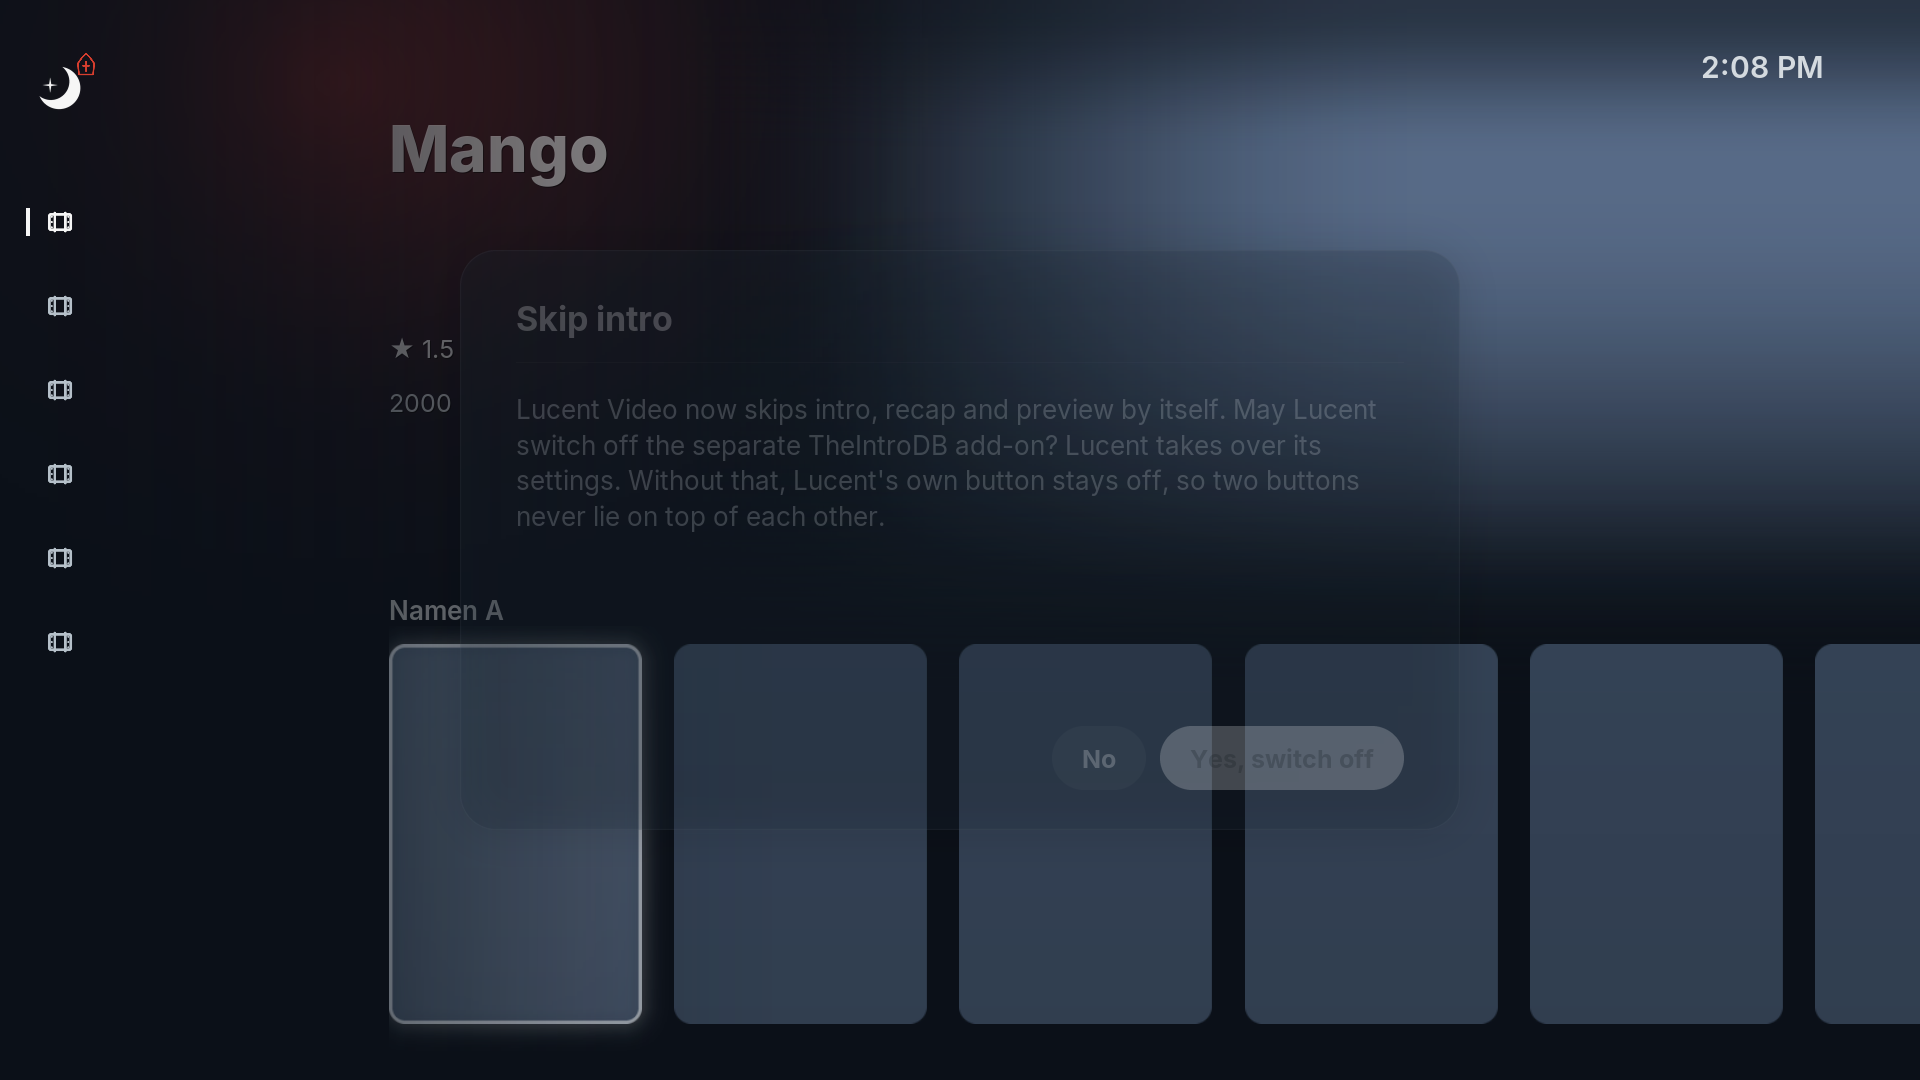 2:08 PM
Mango
Skip intro
★ 1.5
2000
Lucent Video now skips intro, recap and preview by itself. May Lucent
switch off the separate TheIntroDB add-on? Lucent takes over its
settings. Without that, Lucent's own button stays off, so two buttons
never lie on top of each other.
Namen A
No
Yes, switch off